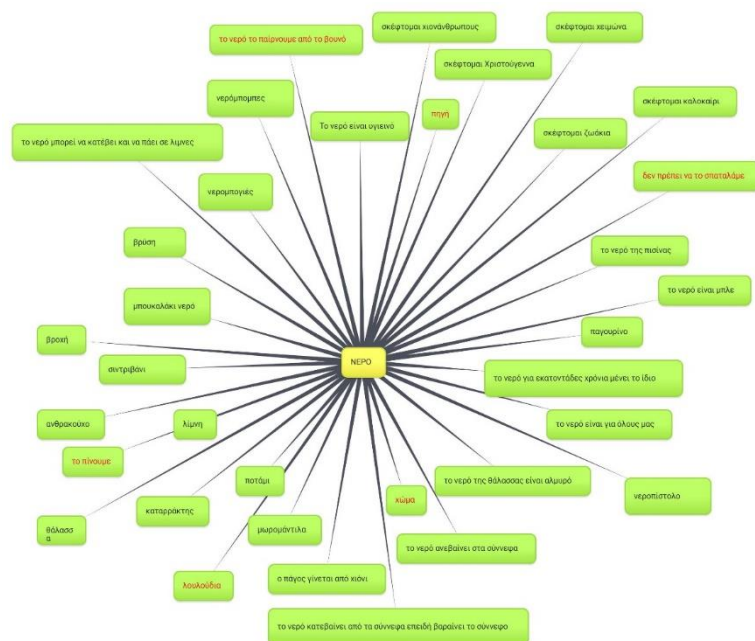 το νερό το παίρνουμε από το βουνό
σκέφτομαι χιονάνθρωπους
σκέφτομαι χειμώνα
σκέφτομαι Χριστούγεννα
νερόμπομπες
πηγή
σκέφτομαι καλοκαίρι
Το νερό είναι υγιεινό
σκέφτομαι ζωάκια
το νερό μπορεί να κατέβει και να πάει σε λιμνες
δεν πρέπει να το σπαταλάμε
νερομπογιές
βρύση
το νερό της πισίνας
το νερό είναι μπλε
μπουκαλάκι νερό
παγουρίνο
βροχή
ΝΕΡΟ
σιντριβάνι
το νερό για εκατοντάδες χρόνια μένει το ίδιο
ανθρακούχο
λίμνη
το νερό είναι για όλους μας
το πίνουμε
ποτάμι
το νερό της θάλασσας είναι αλμυρό
νεροπίστολο
χώμα
καταρράκτης
θάλασσ
α
μωρομάντιλα
το νερό ανεβαίνει στα σύννεφα
λουλούδια
ο πάγος γίνεται από χιόνι
το νερό κατεβαίνει από τα σύννεφα επειδή βαραίνει το σύννεφο